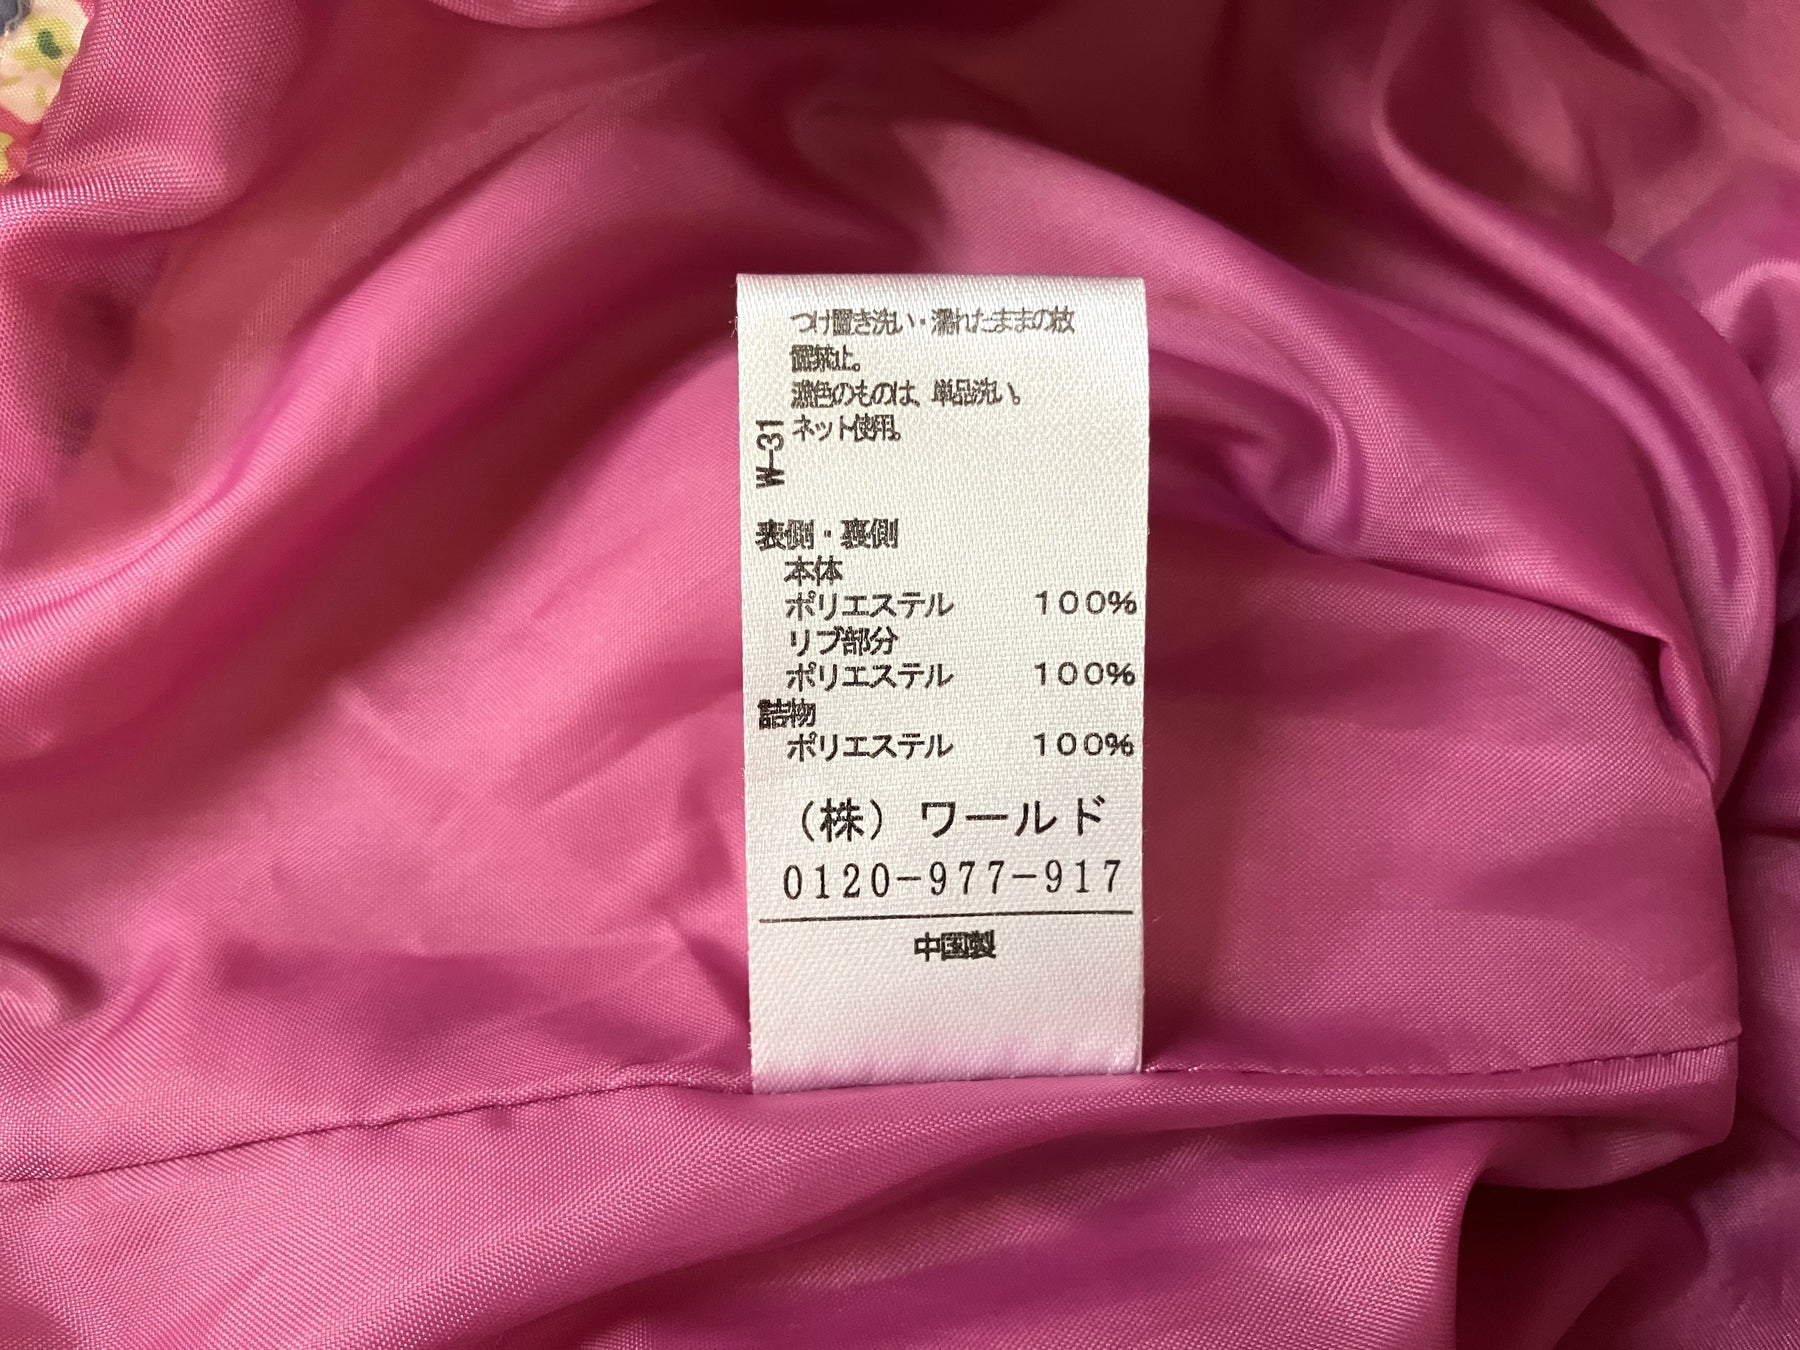 つけ置き洗い・濡れたままの放
置禁止。
濃色のものは、単品洗い。
ネット使用。
W-31
表側・裏側
本体
ポリエステル 100%
リブ部分
ポリエステル 100%
詰物
ポリエステル 100%
(株) ワールド
0120-977-917
中国製